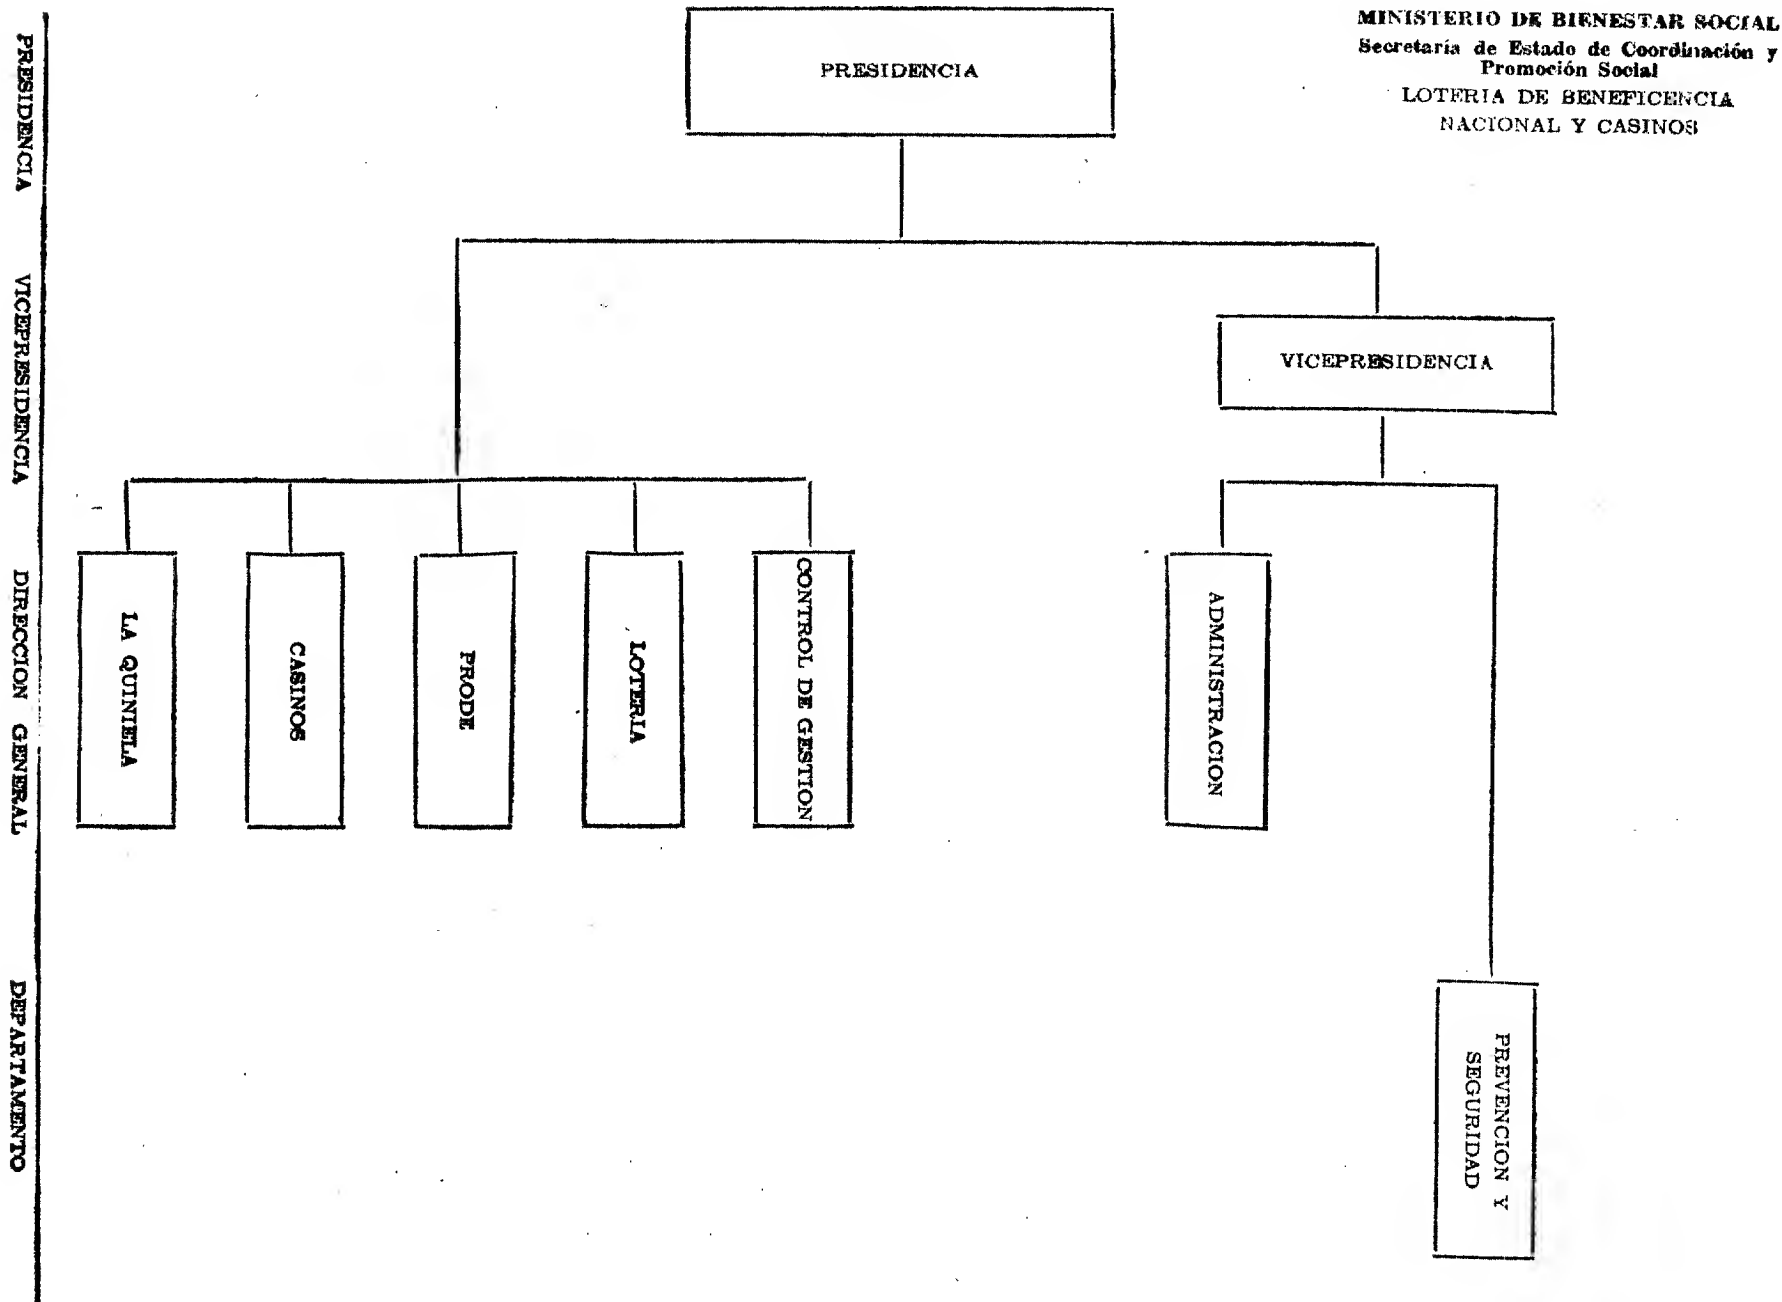 MINISTERIO DE BIENESTAR SOCIAL
Secretaría de Estado de Coordinación y
Promoción Social
LOTERIA DE BENEFICENCIA
NACIONAL Y CASINOS
PRESIDENCIA
VICEPRESIDENCIA
DIRECCION GENERAL
DEPARTAMENTO
PRESIDENCIA
VICEPRESIDENCIA
LA QUINIELA
CASINOS
PRODE
LOTERIA
CONTROL DE GESTION
ADMINISTRACION
PREVENCION Y
SEGURIDAD